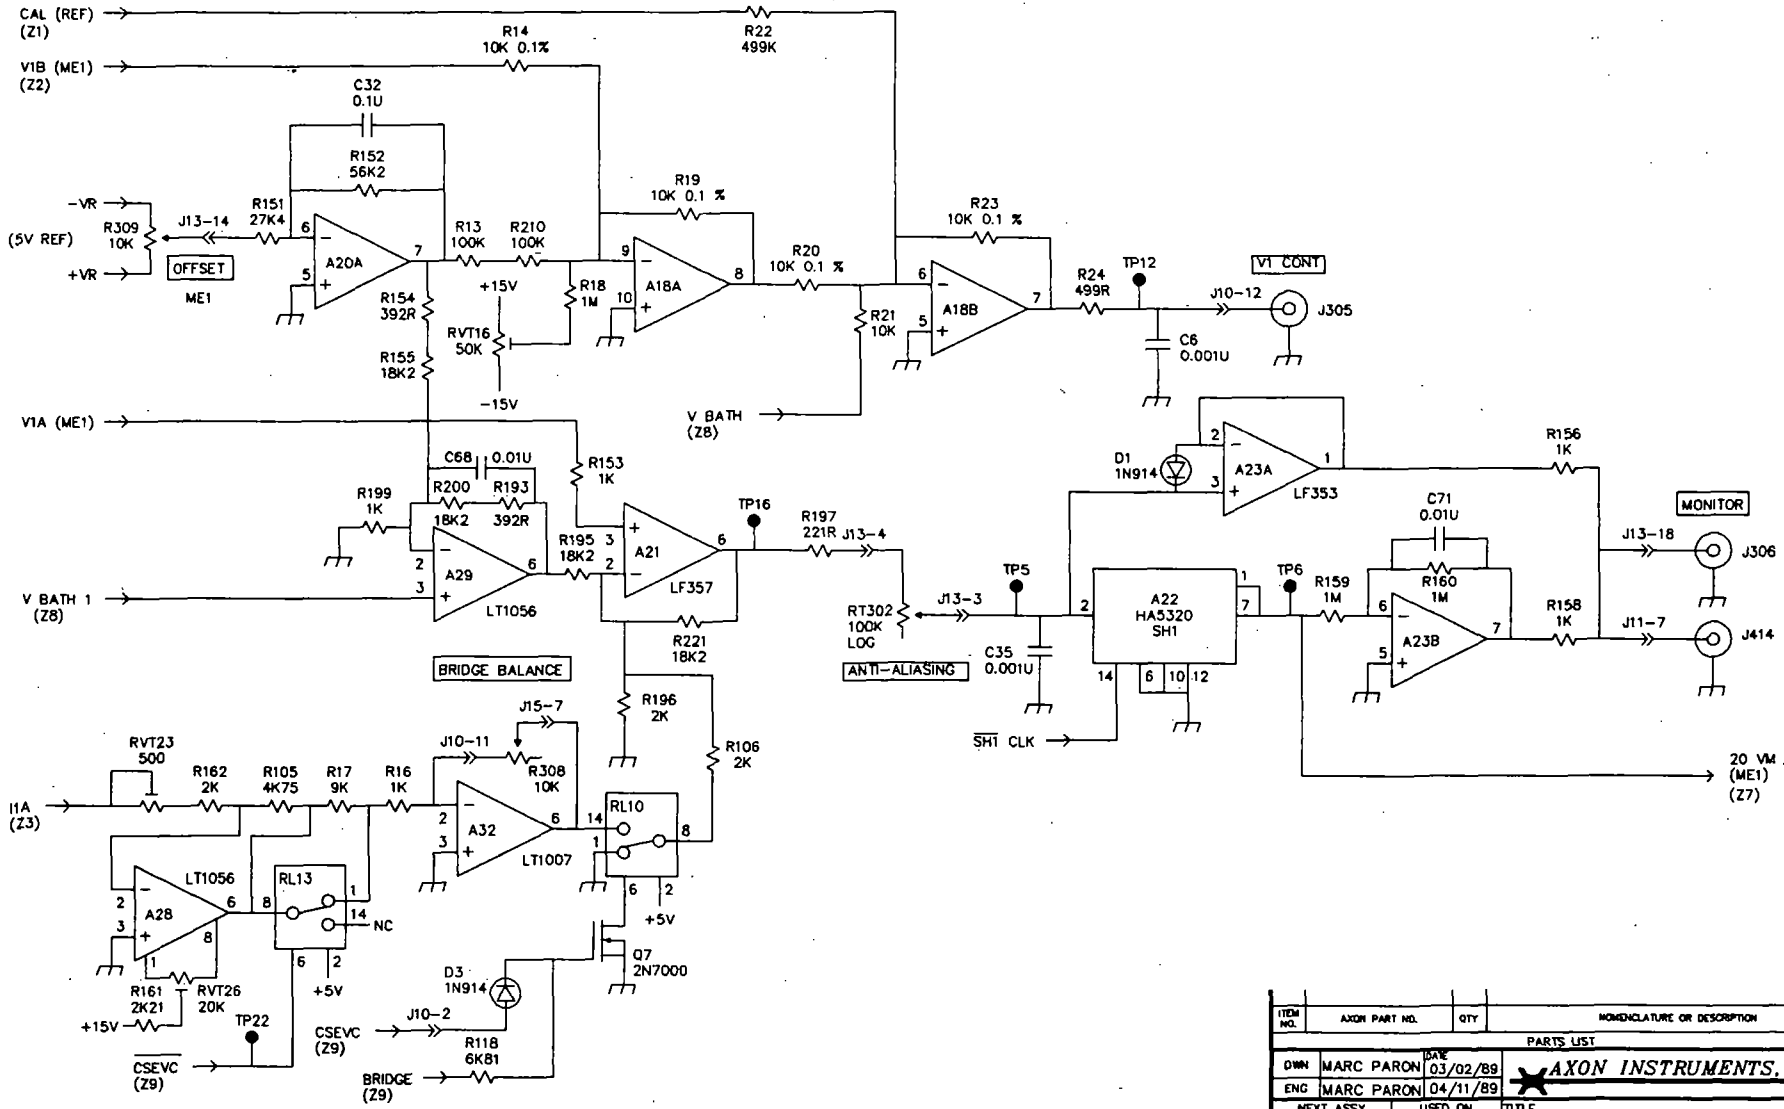 CAL (REF)
(Z1)
R14
10K 0.1%
R22
499K
V1B (ME1)
(Z2)
C32
0.1U
R152
56K2
-VR
(5V REF)
R309
10K
+VR
J13-14
OFFSET
ME1
R151
27K4
6
5
7
A20A
R13
100K
R210
100K
R154
392R
R155
18K2
+15V
RVT16
50K
-15V
R18
1M
R19
10K 0.1 %
9
10
8
A18A
R20
10K 0.1 %
R21
10K
V BATH
(Z8)
R23
10K 0.1 %
6
5
7
A18B
R24
499R
TP12
C6
0.001U
V1 CONT
J10-12
J305
V1A (ME1)
C68
0.01U
R199
1K
R200
18K2
R193
392R
R153
1K
2
3
6
A29
LT1056
V BATH 1
(Z8)
R195
18K2
3
2
6
A21
LF357
TP16
R221
18K2
R197
221R
J13-4
RT302
100K
LOG
ANTI-ALIASING
J13-3
TP5
C35
0.001U
D1
1N914
2
3
1
A23A
LF353
R156
1K
2
A22
HA5320
SH1
1
7
14
6
10
12
SH1 CLK
TP6
R159
1M
C71
0.01U
R160
1M
6
5
7
A23B
R158
1K
MONITOR
J13-18
J306
J11-7
J414
20 VM
(ME1)
(Z7)
BRIDGE BALANCE
R196
2K
R106
2K
J15-7
J10-11
R308
10K
RVT23
500
R162
2K
R105
4K75
R17
9K
R16
1K
I1A
(Z3)
2
3
6
A32
LT1007
RL10
14
1
8
6
2
+5V
LT1056
2
3
6
8
1
A28
8
RL13
1
14
NC
6
2
+5V
R161
2K21
RVT26
20K
+15V
TP22
CSEVC
(Z9)
D3
1N914
J10-2
CSEVC
(Z9)
Q7
2N7000
R118
6K81
BRIDGE
(Z9)
ITEM NO.
AXON PART NO.
QTY
NOMENCLATURE OR DESCRIPTION
PARTS LIST
DWN MARC PARON DATE 03/02/89
AXON INSTRUMENTS,
ENG MARC PARON 04/11/89
NEXT ASSY
USED ON
TITLE